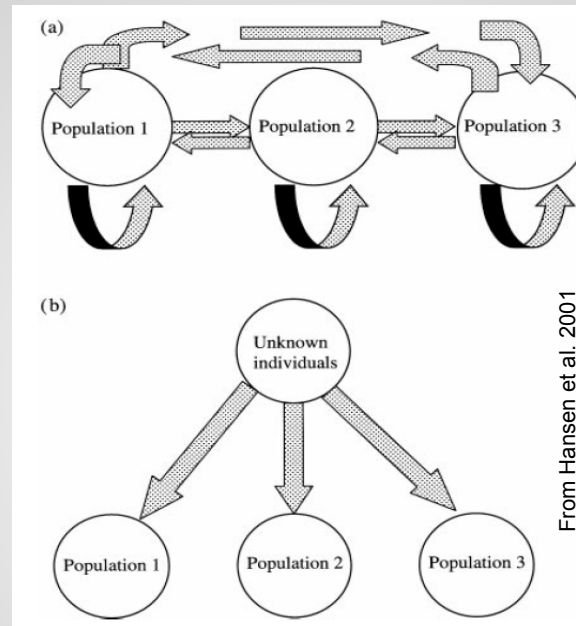 (a)
Population 1
Population 2
Population 3
(b)
Unknown
individuals
Population 1
Population 2
Population 3
From Hansen et al. 2001